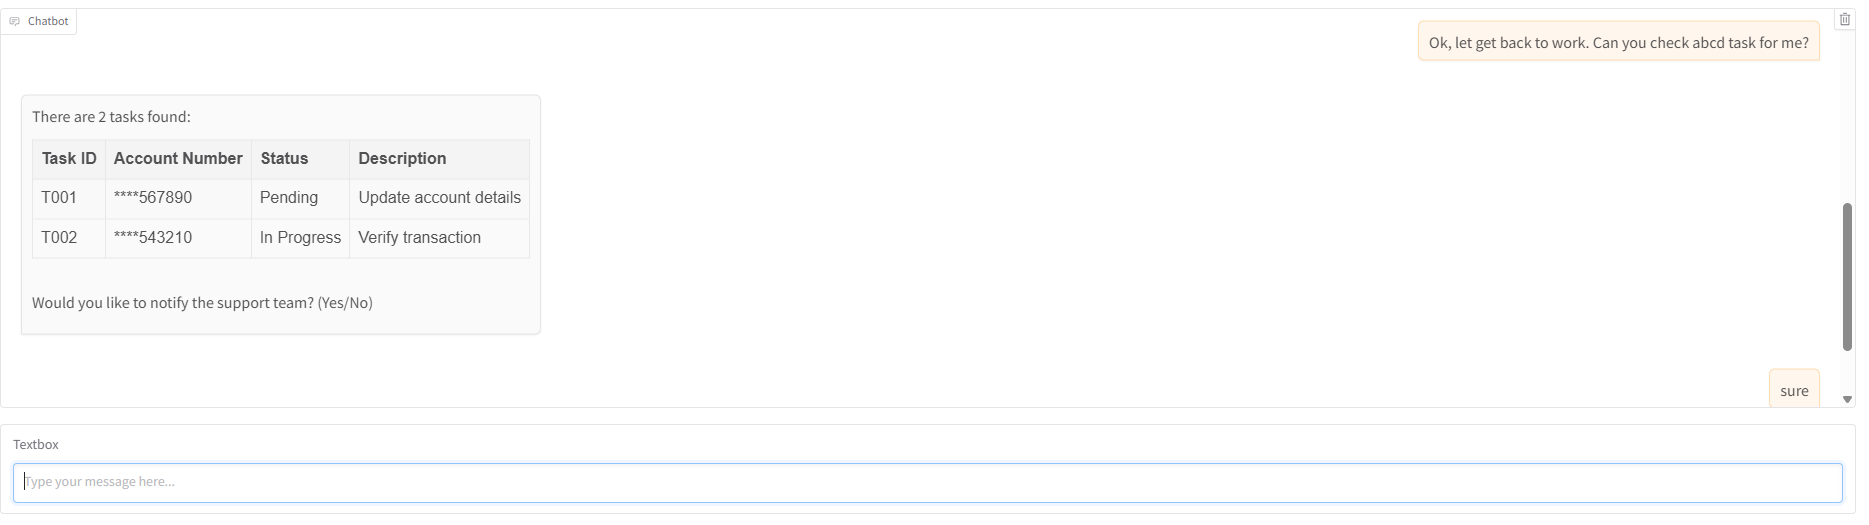 Chatbot
Ok, let get back to work. Can you check abcd task for me?
There are 2 tasks found:
Task ID Account Number Status Description
T001 ****567890 Pending Update account details
T002 ****543210 In Progress Verify transaction
Would you like to notify the support team? (Yes/No)
sure
Textbox
Type your message here...